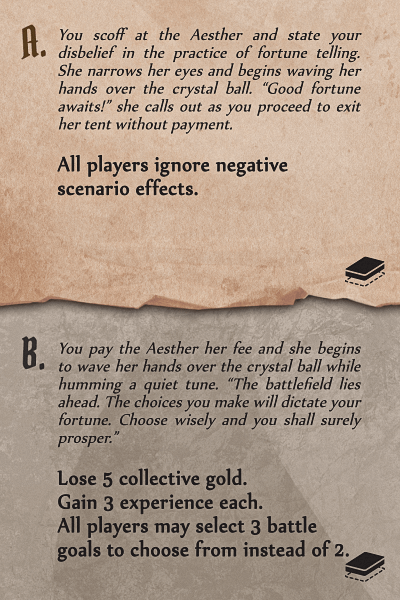 A.
You scoff at the Aesther and state your
disbelief in the practice of fortune telling.
She narrows her eyes and begins waving her
hands over the crystal ball. “Good fortune
awaits!” she calls out as you proceed to exit
her tent without payment.
All players ignore negative
scenario effects.
B.
You pay the Aesther her fee and she begins
to wave her hands over the crystal ball while
humming a quiet tune. “The battlefield lies
ahead. The choices you make will dictate your
fortune. Choose wisely and you shall surely
prosper.”
Lose 5 collective gold.
Gain 3 experience each.
All players may select 3 battle
goals to choose from instead of 2.